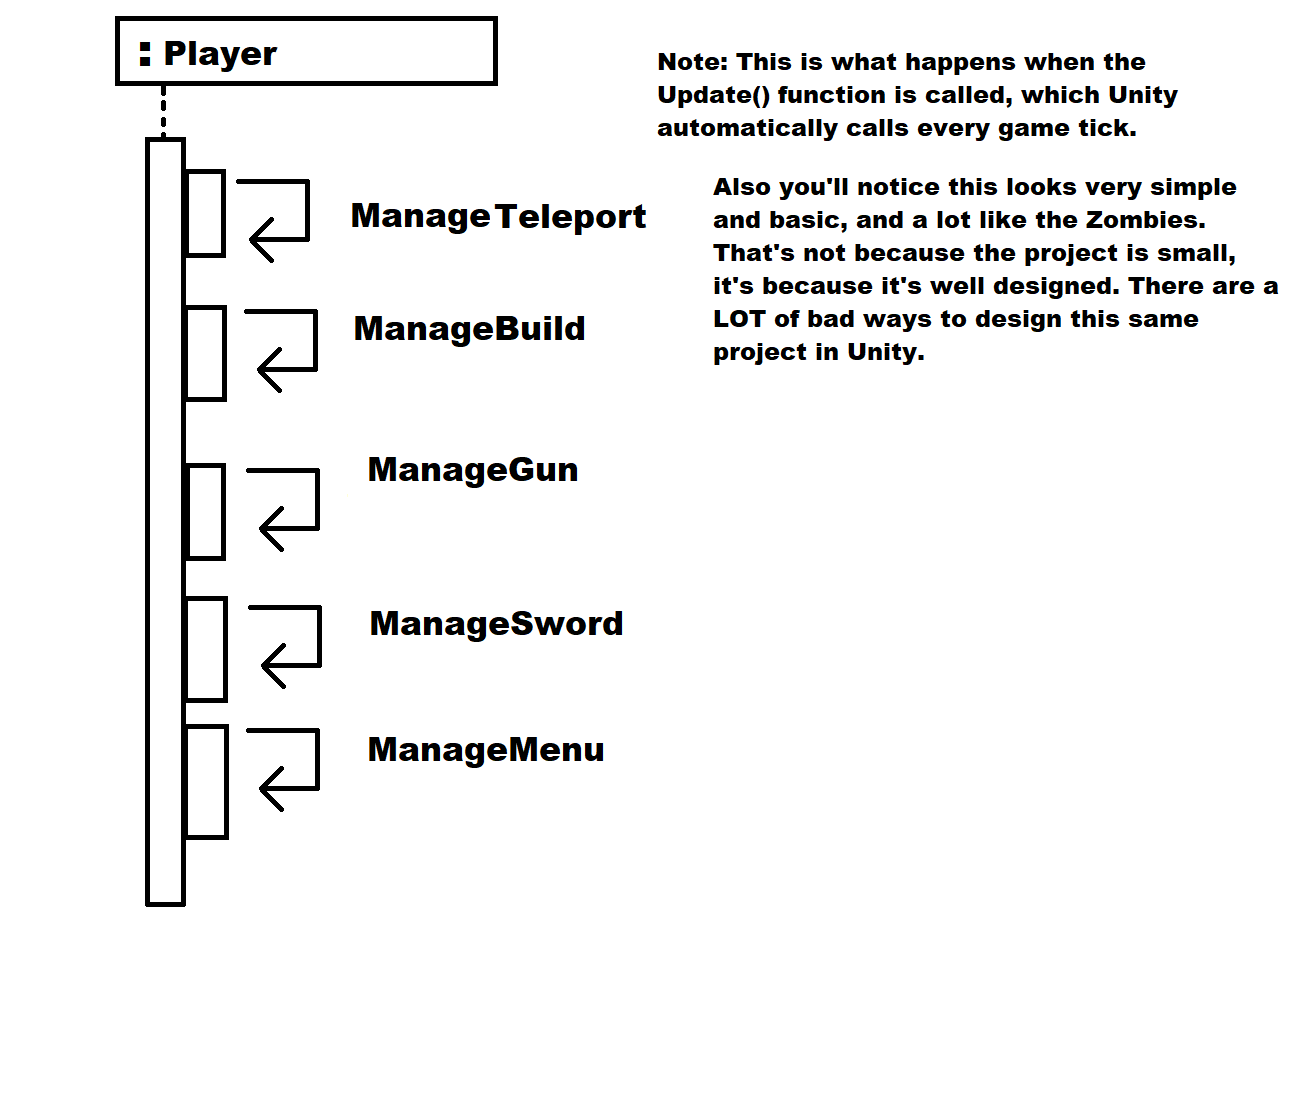 : Player
Note: This is what happens when the
Update() function is called, which Unity
automatically calls every game tick.
Also you'll notice this looks very simple
and basic, and a lot like the Zombies.
That's not because the project is small,
it's because it's well designed. There are a
LOT of bad ways to design this same
project in Unity.
ManageTeleport
ManageBuild
ManageGun
ManageSword
ManageMenu